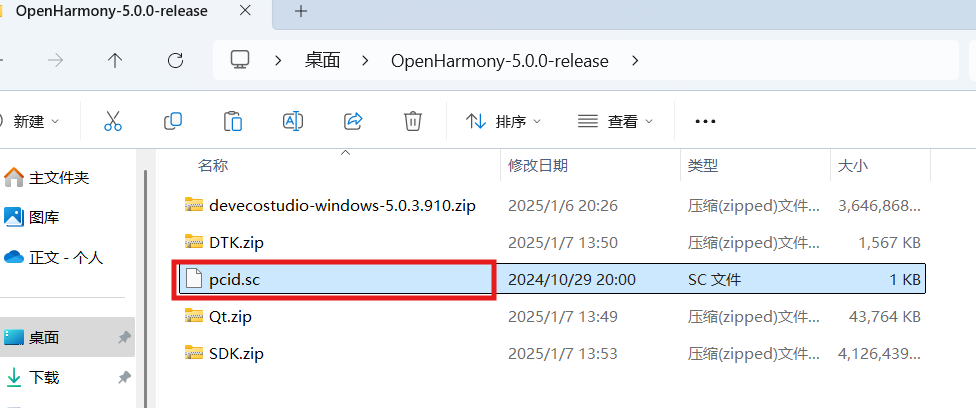 OpenHarmony-5.0.0-release
桌面 OpenHarmony-5.0.0-release
新建 排序 查看
名称 修改日期 类型 大小
主文件夹
图库
正文 - 个人
桌面
下载
devecostudio-windows-5.0.3.910.zip 2025/1/6 20:26 压缩(zipped)文件... 3,646,868...
DTK.zip 2025/1/7 13:50 压缩(zipped)文件... 1,567 KB
pcid.sc 2024/10/29 20:00 SC 文件 1 KB
Qt.zip 2025/1/7 13:49 压缩(zipped)文件... 43,764 KB
SDK.zip 2025/1/7 13:53 压缩(zipped)文件... 4,126,439...